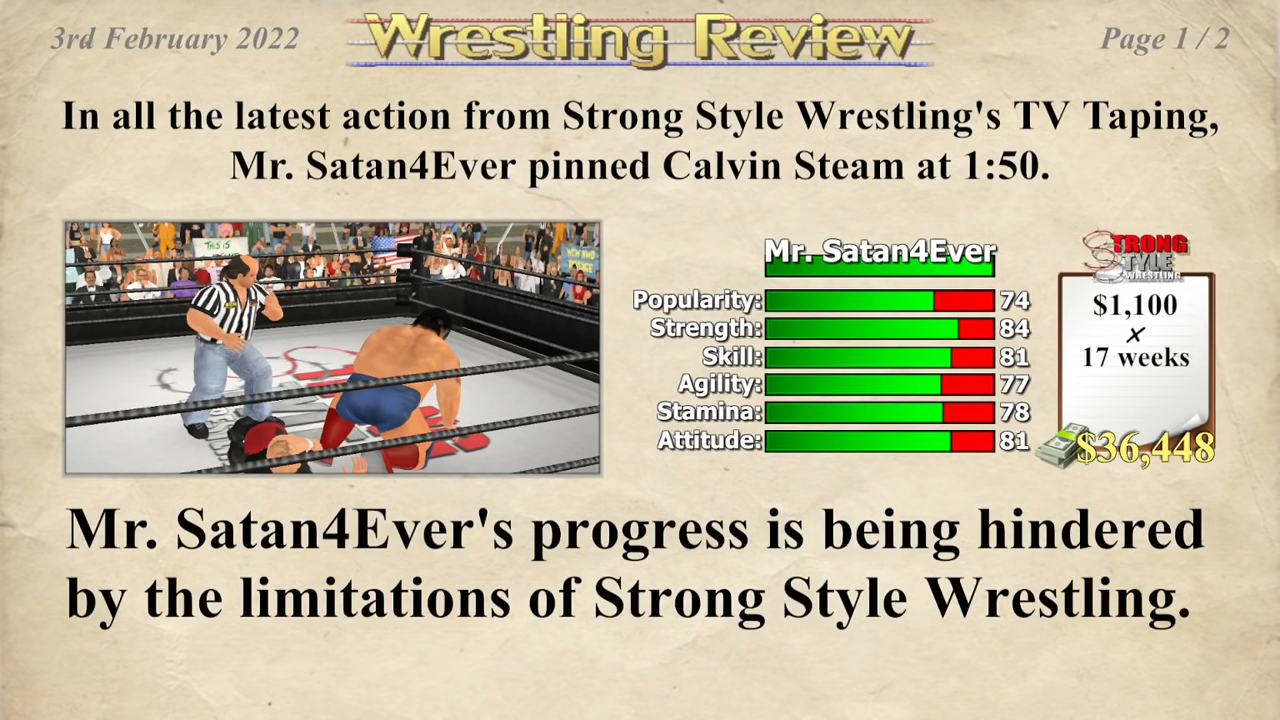 3rd February 2022
Wrestling Review
Page 1 / 2
In all the latest action from Strong Style Wrestling's TV Taping,
Mr. Satan4Ever pinned Calvin Steam at 1:50.
THIS IS
Mr. Satan4Ever
Popularity: 74
Strength: 84
Skill: 81
Agility: 77
Stamina: 78
Attitude: 81
STRONG
STYLE
WRESTLING
$1,100
×
17 weeks
$36,448
Mr. Satan4Ever's progress is being hindered
by the limitations of Strong Style Wrestling.